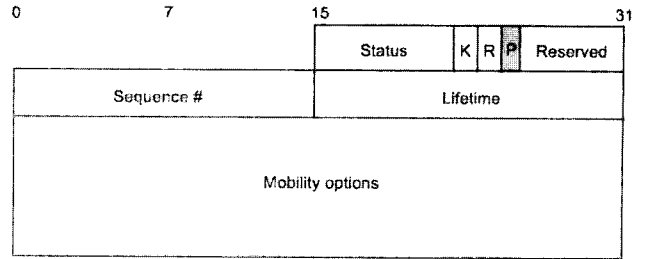 0 7 15 31
Status K R P Reserved
Sequence # Lifetime
Mobility options